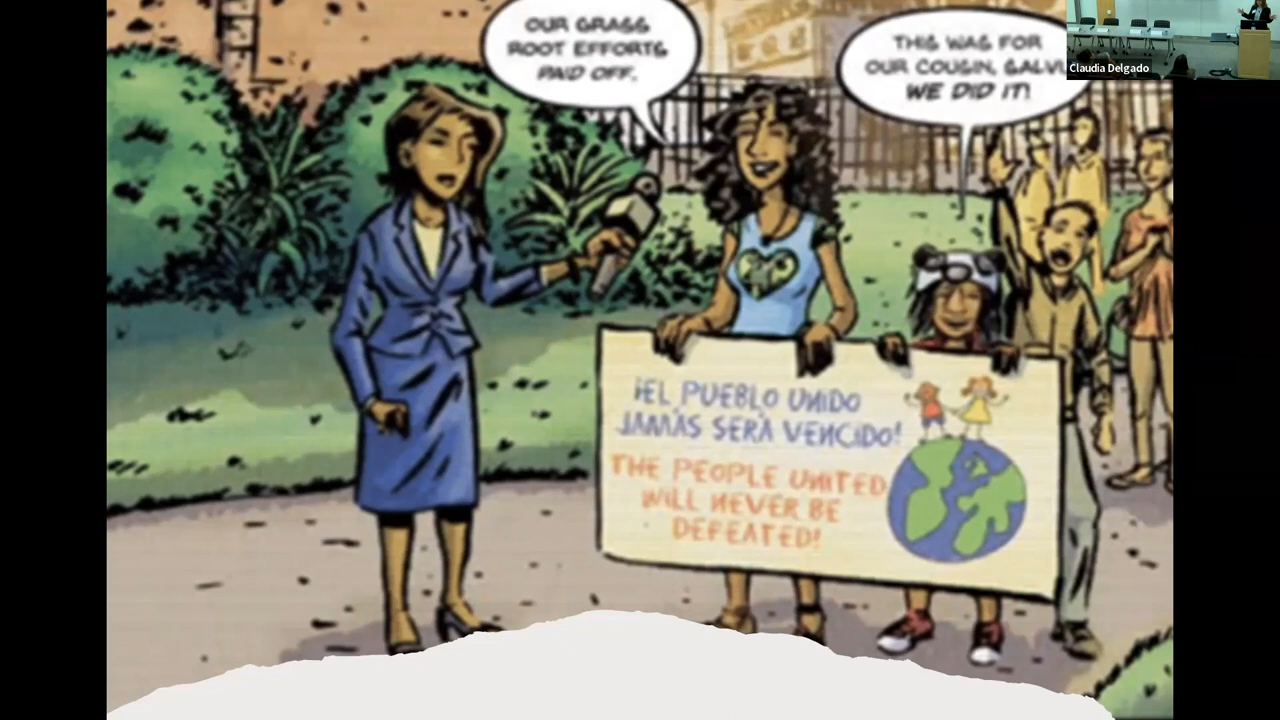 OUR GRASS
ROOT EFFORTS
PAID OFF.
THIS WAS FOR
OUR COUSIN,
WE DID IT!
Claudia Delgado
¡EL PUEBLO UNIDO
JAMÁS SERÁ VENCIDO!
THE PEOPLE UNITED
WILL NEVER BE
DEFEATED!